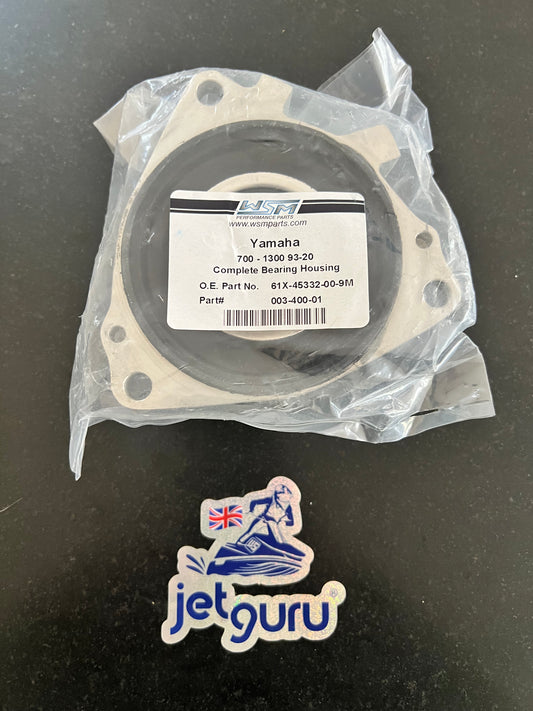 WSM
PERFORMANCE PARTS
www.wsmparts.com
Yamaha
700 - 1300 93-20
Complete Bearing Housing
O.E. Part No. 61X-45332-00-9M
Part# 003-400-01
jetguru®